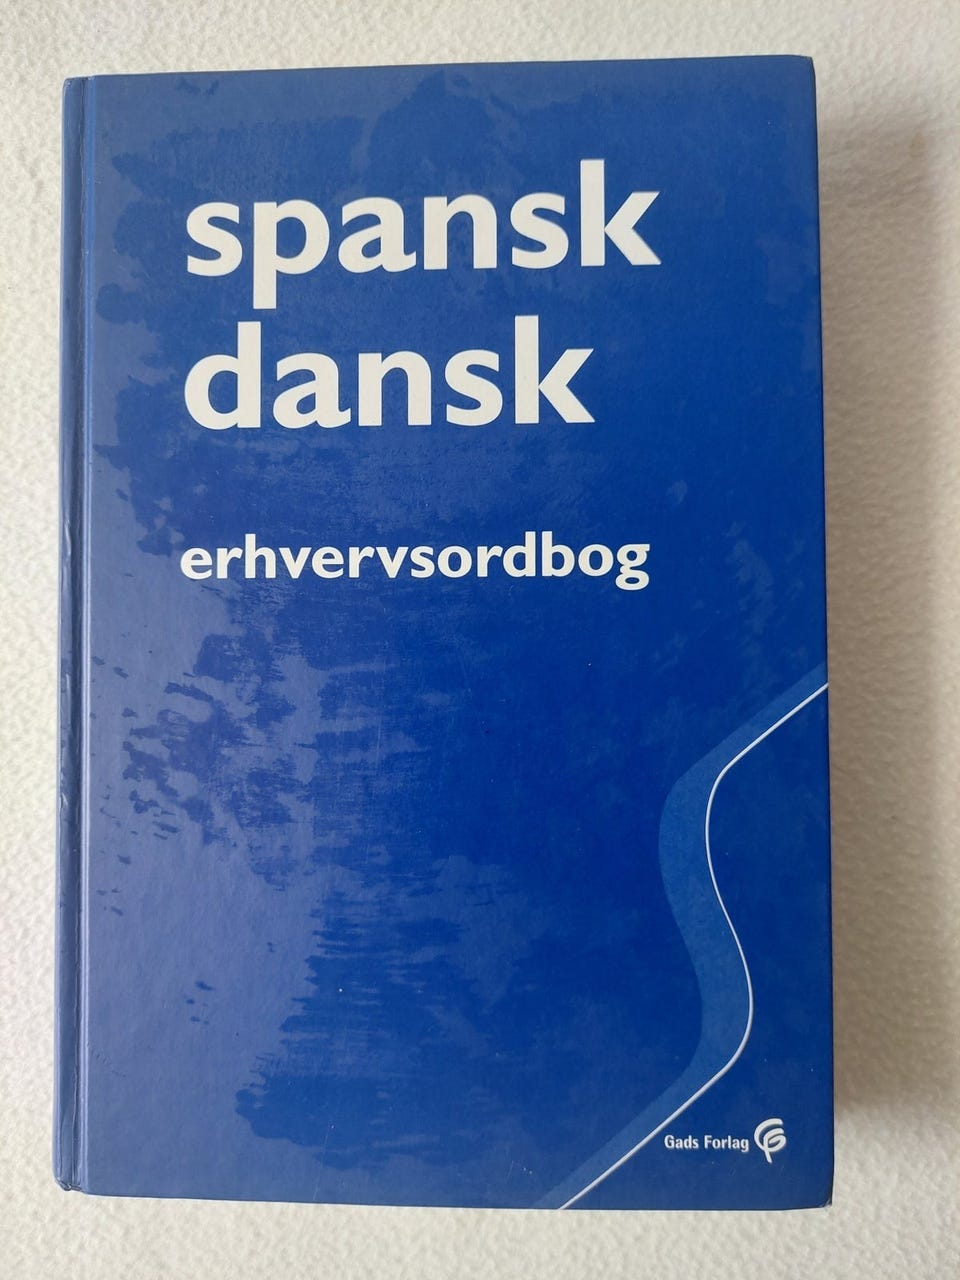 spansk
dansk
erhvervsordbog
Gads Forlag